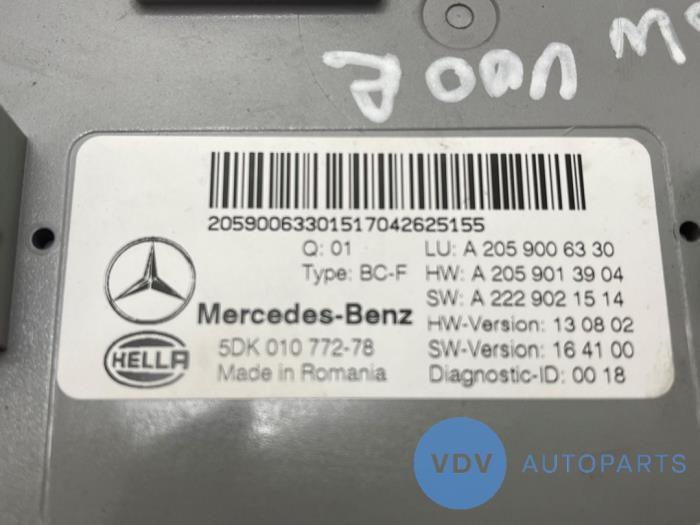 20590063301517042625155
Q: 01
Type: BC-F
LU: A 205 900 63 30
HW: A 205 901 39 04
SW: A 222 902 15 14
HW-Version: 13 08 02
SW-Version: 16 41 00
Diagnostic-ID: 00 18
Mercedes-Benz
HELLA
5DK 010 772-78
Made in Romania
VDV AUTOPARTS